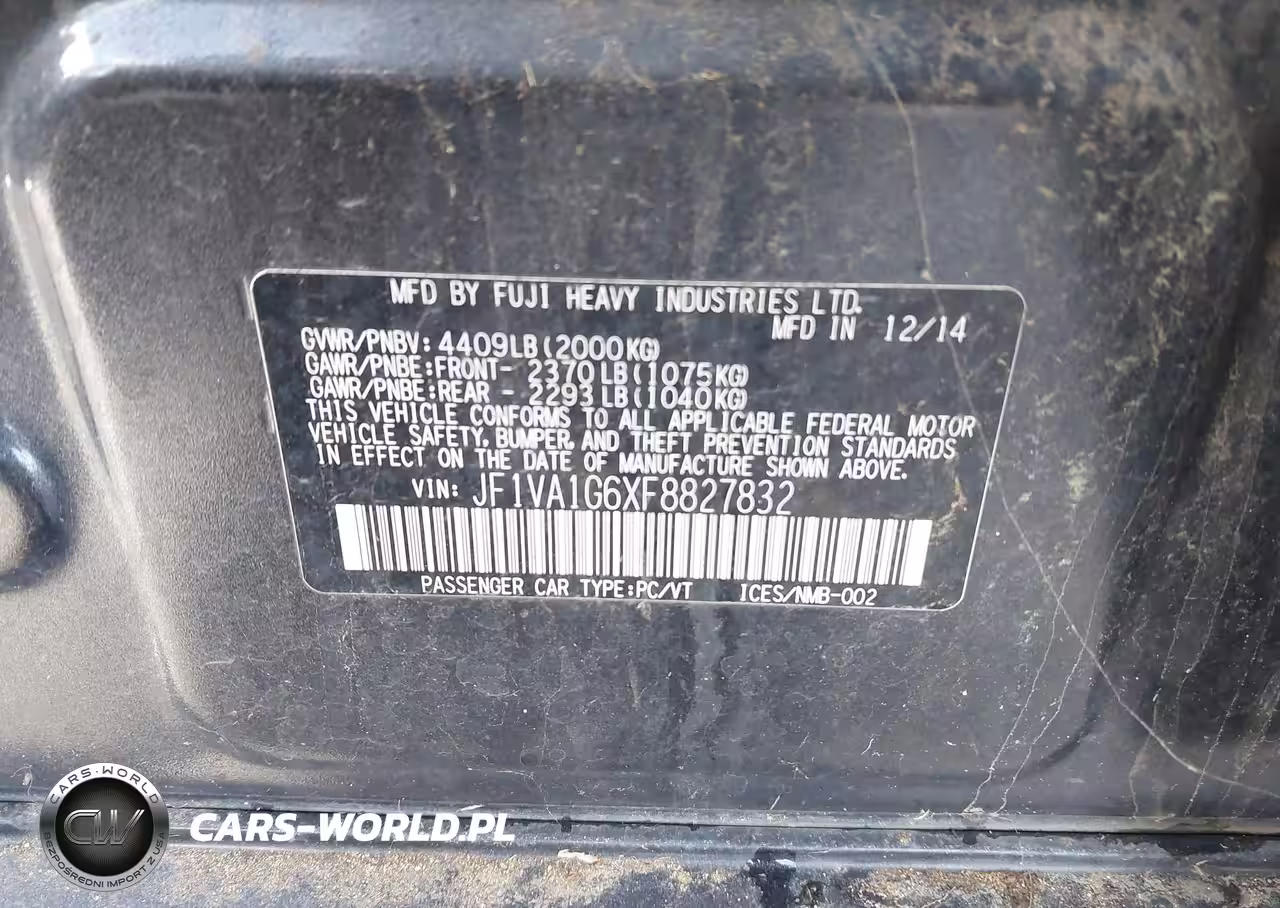 MFD BY FUJI HEAVY INDUSTRIES LTD.
MFD IN 12/14
GVWR/PNBV: 4409LB(2000KG)
GAWR/PNBE:FRONT- 2370LB(1075KG)
GAWR/PNBE:REAR - 2293LB(1040KG)
THIS VEHICLE CONFORMS TO ALL APPLICABLE FEDERAL MOTOR
VEHICLE SAFETY, BUMPER, AND THEFT PREVENTION STANDARDS
IN EFFECT ON THE DATE OF MANUFACTURE SHOWN ABOVE.
VIN: JF1VA1G6XF8827832
PASSENGER CAR TYPE:PC/VT ICES/NMB-002
CARS-WORLD
CW
BEZPOŚREDNI IMPORT Z USA
CARS-WORLD.PL